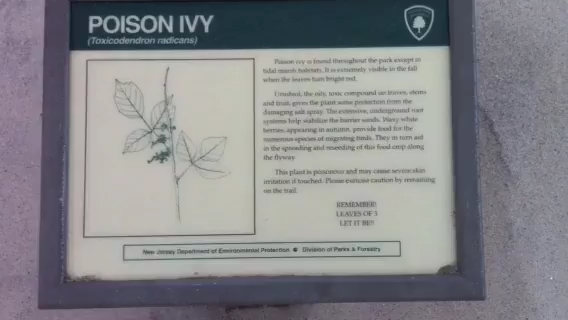 POISON IVY
(Toxicodendron radicans)
Poison ivy is found throughout the park except in
tidal marsh habitats. It is extremely visible in the fall
when the leaves turn bright red.
Urushiol, the oily, toxic compound on leaves, stems
and fruit, gives the plant some protection from the
damaging salt spray. The extensive, underground root
systems help stabilize the barrier sands. Waxy white
berries, appearing in autumn, provide food for the
numerous species of migrating birds. They in turn aid
in the spreading and reseeding of this food crop along
the flyway.
This plant is poisonous and may cause severe skin
irritation if touched. Please exercise caution by remaining
on the trail.
REMEMBER!
LEAVES OF 3
LET IT BE!!
New Jersey Department of Environmental Protection Division of Parks & Forestry